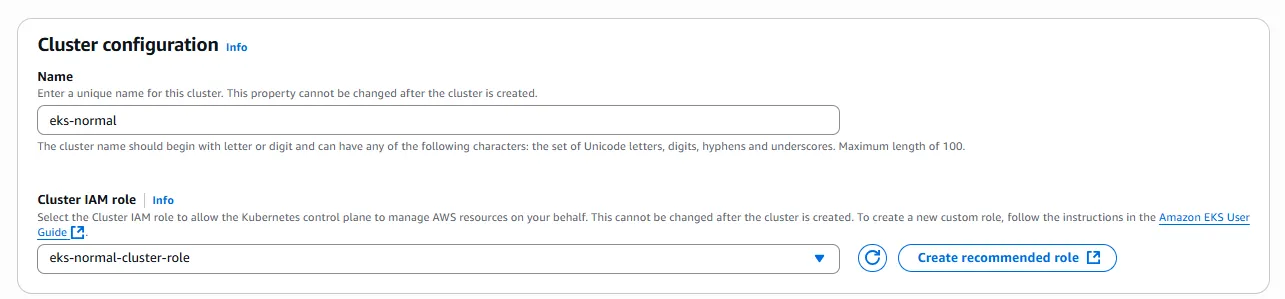 Cluster configuration Info
Name
Enter a unique name for this cluster. This property cannot be changed after the cluster is created.
eks-normal
The cluster name should begin with letter or digit and can have any of the following characters: the set of Unicode letters, digits, hyphens and underscores. Maximum length of 100.
Cluster IAM role Info
Select the Cluster IAM role to allow the Kubernetes control plane to manage AWS resources on your behalf. This cannot be changed after the cluster is created. To create a new custom role, follow the instructions in the Amazon EKS User
Guide.
eks-normal-cluster-role Create recommended role